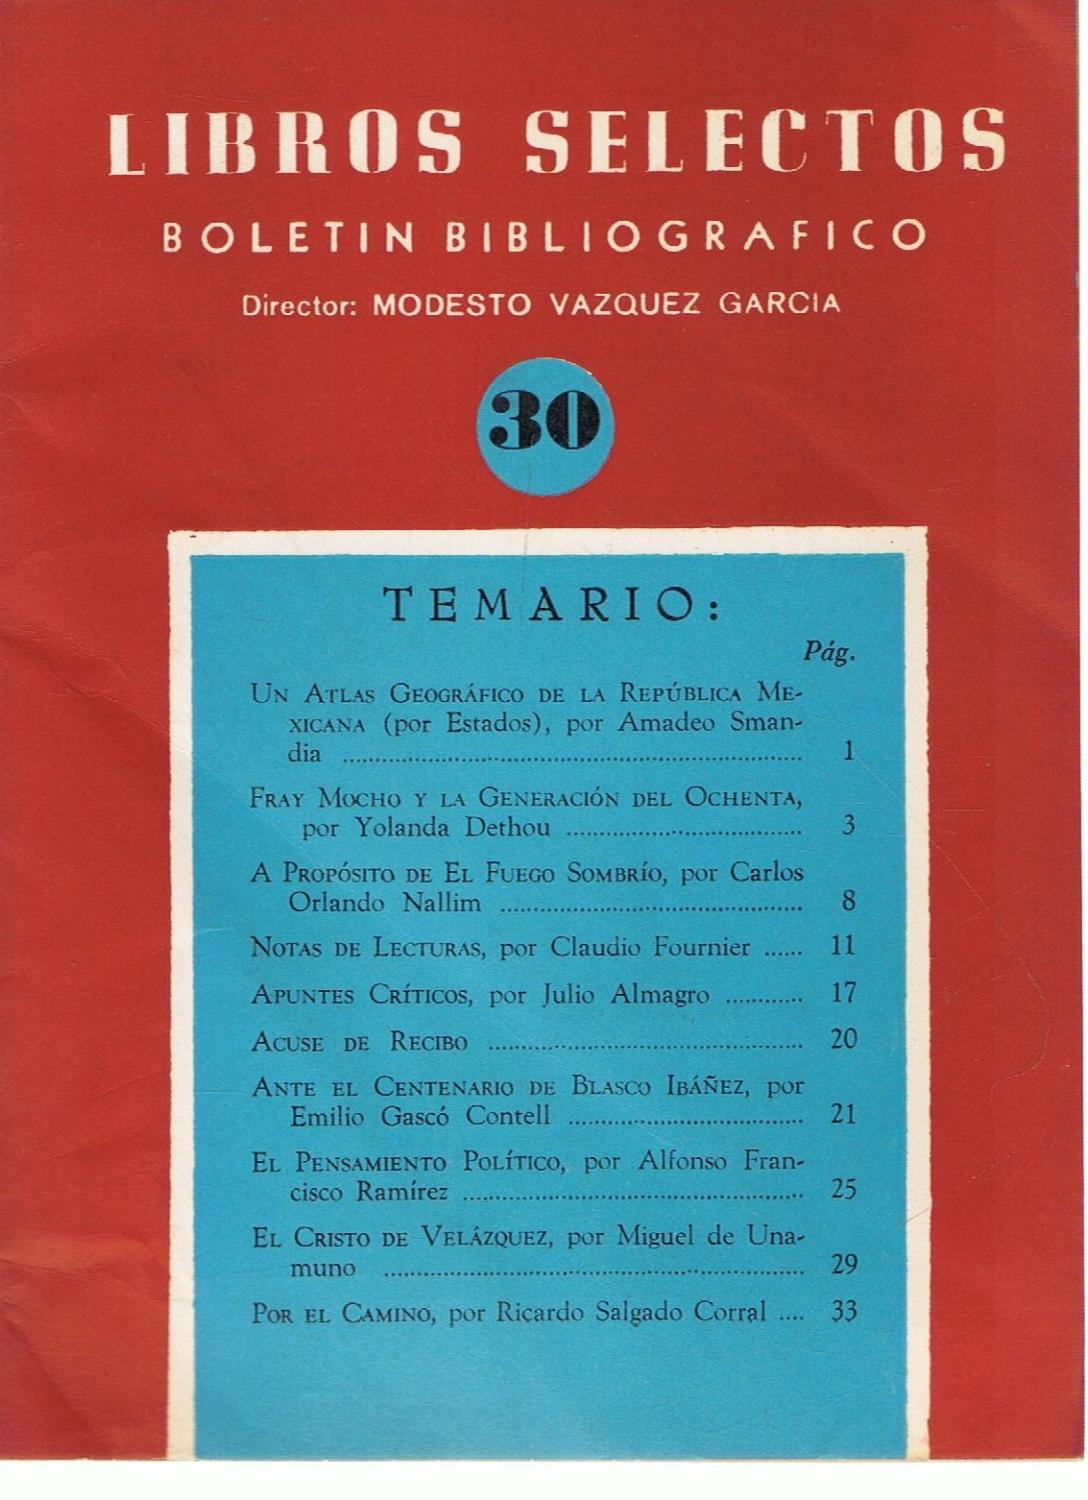 LIBROS SELECTOS
BOLETIN BIBLIOGRAFICO
Director: MODESTO VAZQUEZ GARCIA
30
TEMARIO:
Pág.
UN ATLAS GEOGRÁFICO DE LA REPÚBLICA ME-
XICANA (por Estados), por Amadeo Sman-
dia ........................................ 1
FRAY MOCHO Y LA GENERACIÓN DEL OCHENTA,
por Yolanda Dethou .................... 3
A PROPÓSITO DE EL FUEGO SOMBRÍO, por Carlos
Orlando Nallim .......................... 8
NOTAS DE LECTURAS, por Claudio Fournier ...... 11
APUNTES CRÍTICOS, por Julio Almagro ............ 17
ACUSE DE RECIBO ............................ 20
ANTE EL CENTENARIO DE BLASCO IBÁÑEZ, por
Emilio Gascó Contell .................... 21
EL PENSAMIENTO POLÍTICO, por Alfonso Fran-
cisco Ramírez .............................. 25
EL CRISTO DE VELÁZQUEZ, por Miguel de Una-
muno .................................... 29
POR EL CAMINO, por Ricardo Salgado Corral .... 33